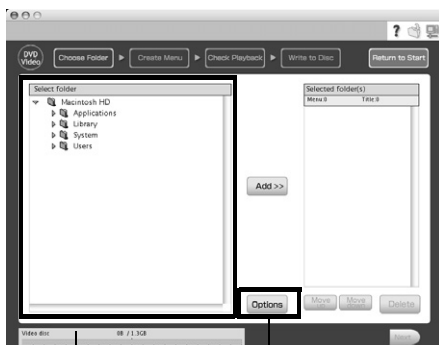 ?
DVD
Video
Choose Folder
Create Menu
Check Playback
Write to Disc
Return to Start
Select folder
Macintosh HD
Applications
Library
System
Users
Add >>
Selected folder(s)
Menu:0 Title:0
Options
Move
Move
Delete
Video disc 0B / 1.3GB
Next